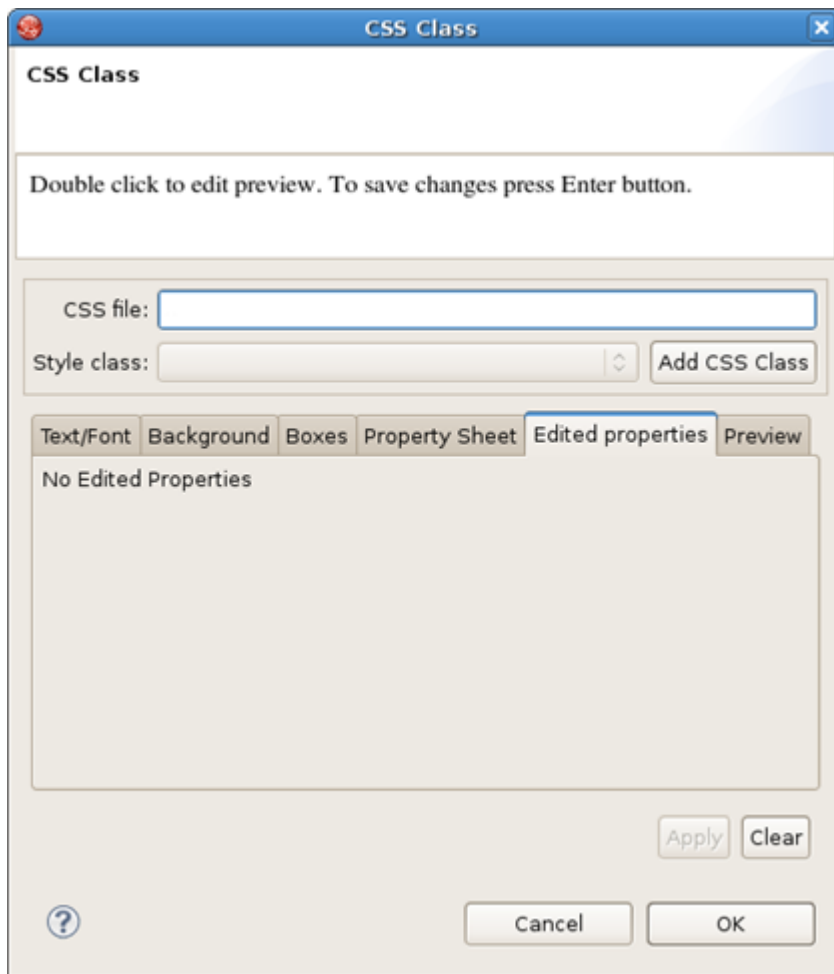 CSS Class
CSS Class
Double click to edit preview. To save changes press Enter button.
CSS file:
Style class: Add CSS Class
Text/Font Background Boxes Property Sheet Edited properties Preview
No Edited Properties
Apply Clear
? Cancel OK